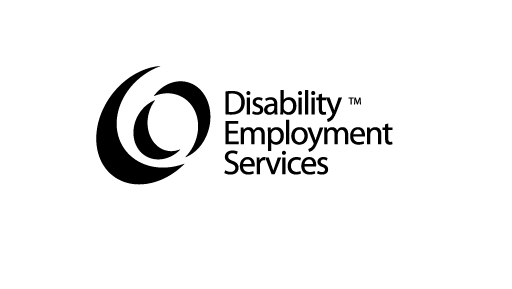 Disability ™
Employment
Services